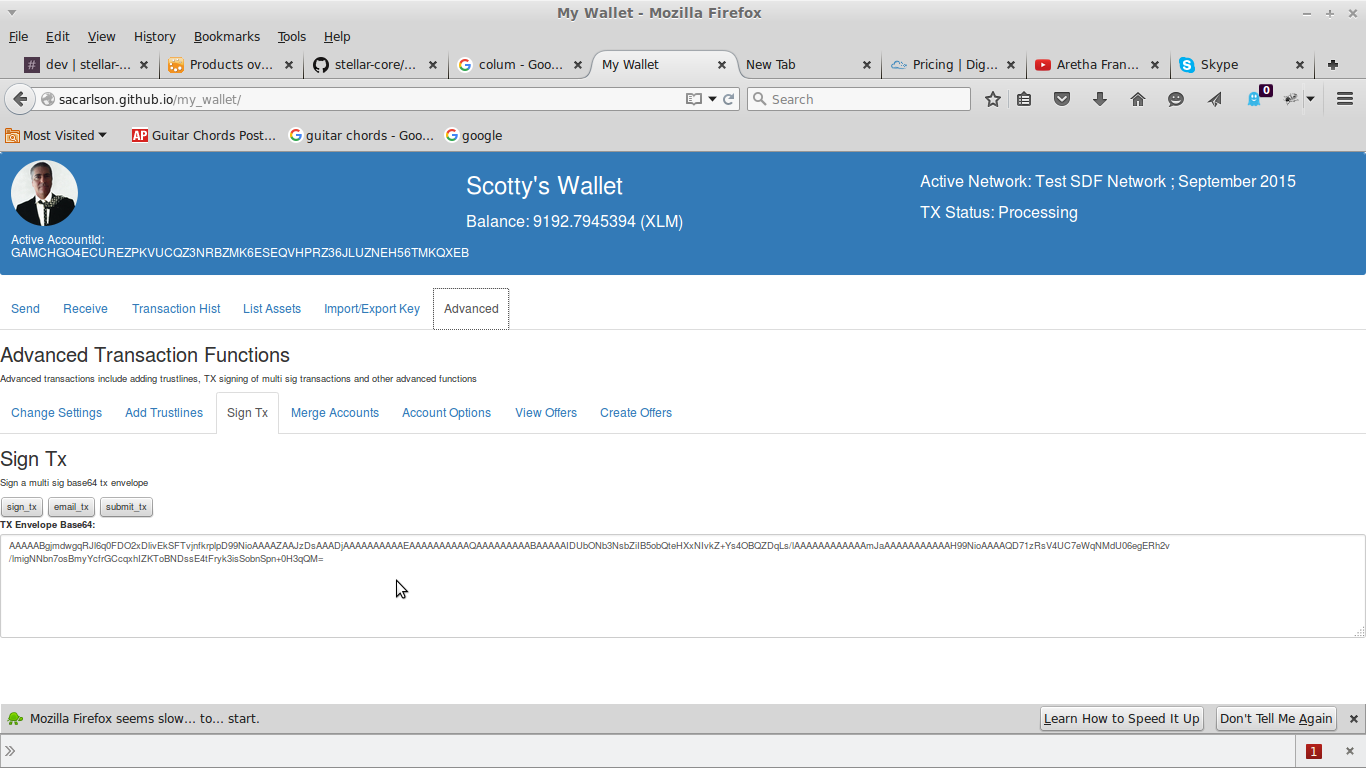 My Wallet - Mozilla Firefox
File Edit View History Bookmarks Tools Help
# dev | stellar-... Products ov... stellar-core/... colum - Goo... My Wallet New Tab Pricing | Dig... Aretha Fran... Skype
sacarlson.github.io/my_wallet/ Search 0
Most Visited AP Guitar Chords Post... guitar chords - Goo... google
Scotty's Wallet
Balance: 9192.7945394 (XLM)
Active Network: Test SDF Network ; September 2015
TX Status: Processing
Active AccountId:
GAMCHGO4ECUREZPKVUCQZ3NRBZMK6ESEQVHPRZ36JLUZNEH56TMKQXEB
Send Receive Transaction Hist List Assets Import/Export Key Advanced
Advanced Transaction Functions
Advanced transactions include adding trustlines, TX signing of multi sig transactions and other advanced functions
Change Settings Add Trustlines Sign Tx Merge Accounts Account Options View Offers Create Offers
Sign Tx
Sign a multi sig base64 tx envelope
sign_tx email_tx submit_tx
TX Envelope Base64:
/ImigNNbn7osBmyYcfrGCcqxhIZKToBNDssE4tFryk3isSobnSpn+0H3qQM=
Mozilla Firefox seems slow... to... start. Learn How to Speed It Up Don't Tell Me Again
1